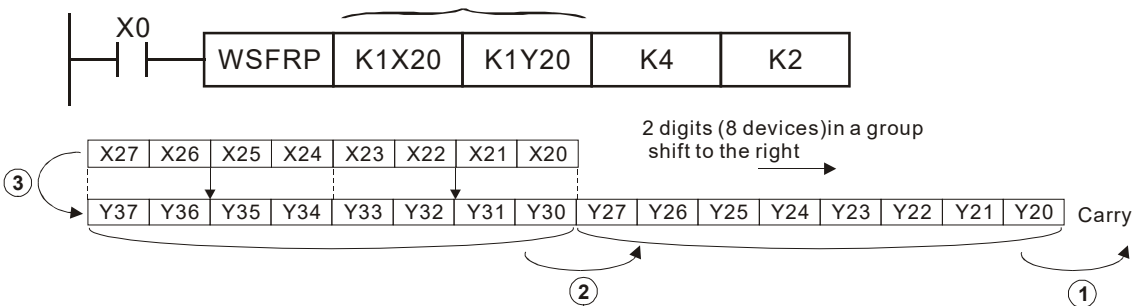 X0
WSFRP K1X20 K1Y20 K4 K2
2 digits (8 devices)in a group
shift to the right
X27 X26 X25 X24 X23 X22 X21 X20
3
Y37 Y36 Y35 Y34 Y33 Y32 Y31 Y30 Y27 Y26 Y25 Y24 Y23 Y22 Y21 Y20 Carry
2 1